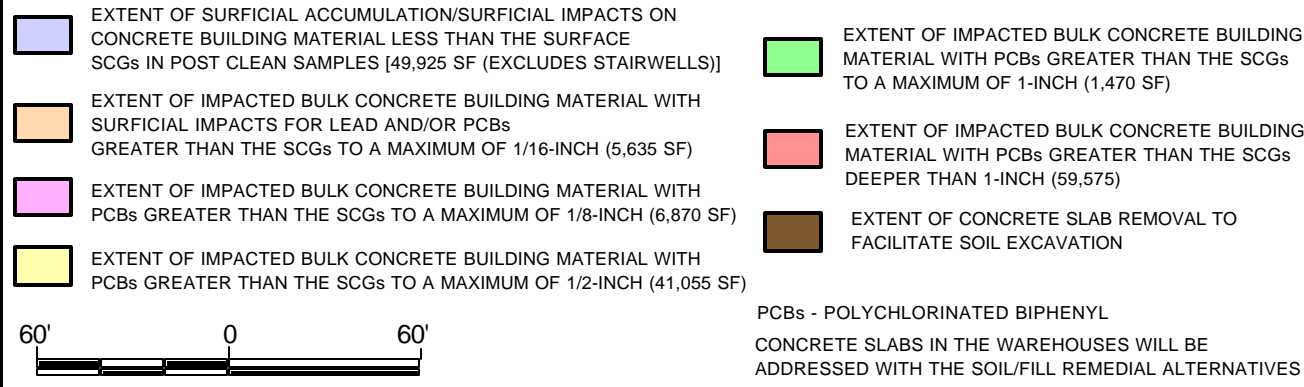 EXTENT OF SURFICIAL ACCUMULATION/SURFICIAL IMPACTS ON
CONCRETE BUILDING MATERIAL LESS THAN THE SURFACE
SCGs IN POST CLEAN SAMPLES [49,925 SF (EXCLUDES STAIRWELLS)]
EXTENT OF IMPACTED BULK CONCRETE BUILDING MATERIAL WITH
SURFICIAL IMPACTS FOR LEAD AND/OR PCBs
GREATER THAN THE SCGs TO A MAXIMUM OF 1/16-INCH (5,635 SF)
EXTENT OF IMPACTED BULK CONCRETE BUILDING MATERIAL WITH
PCBs GREATER THAN THE SCGs TO A MAXIMUM OF 1/8-INCH (6,870 SF)
EXTENT OF IMPACTED BULK CONCRETE BUILDING MATERIAL WITH
PCBs GREATER THAN THE SCGs TO A MAXIMUM OF 1/2-INCH (41,055 SF)
60' 0 60'
EXTENT OF IMPACTED BULK CONCRETE BUILDING
MATERIAL WITH PCBs GREATER THAN THE SCGs
TO A MAXIMUM OF 1-INCH (1,470 SF)
EXTENT OF IMPACTED BULK CONCRETE BUILDING
MATERIAL WITH PCBs GREATER THAN THE SCGs
DEEPER THAN 1-INCH (59,575)
EXTENT OF CONCRETE SLAB REMOVAL TO
FACILITATE SOIL EXCAVATION
PCBs - POLYCHLORINATED BIPHENYL
CONCRETE SLABS IN THE WAREHOUSES WILL BE
ADDRESSED WITH THE SOIL/FILL REMEDIAL ALTERNATIVES